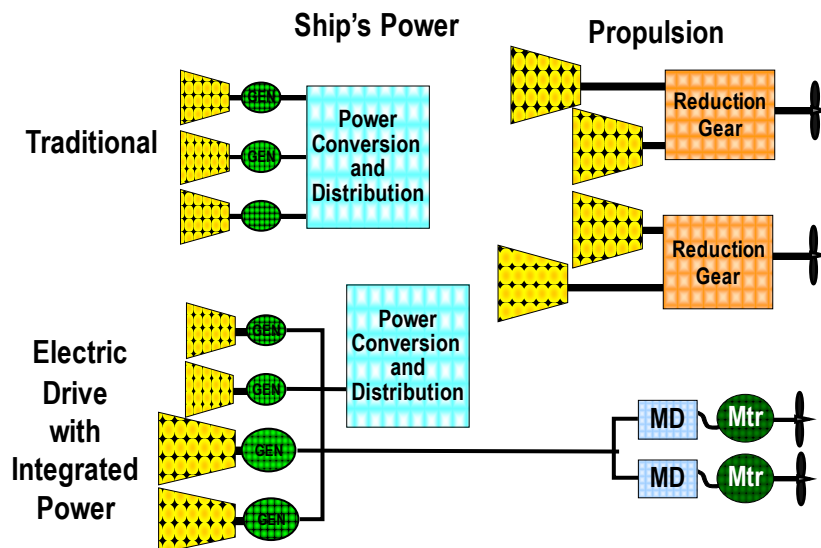 Ship's Power
Propulsion
Traditional
GEN
GEN
Power
Conversion
and
Distribution
Reduction
Gear
Reduction
Gear
Electric
Drive
with
Integrated
Power
GEN
GEN
GEN
GEN
Power
Conversion
and
Distribution
MD
Mtr
MD
Mtr